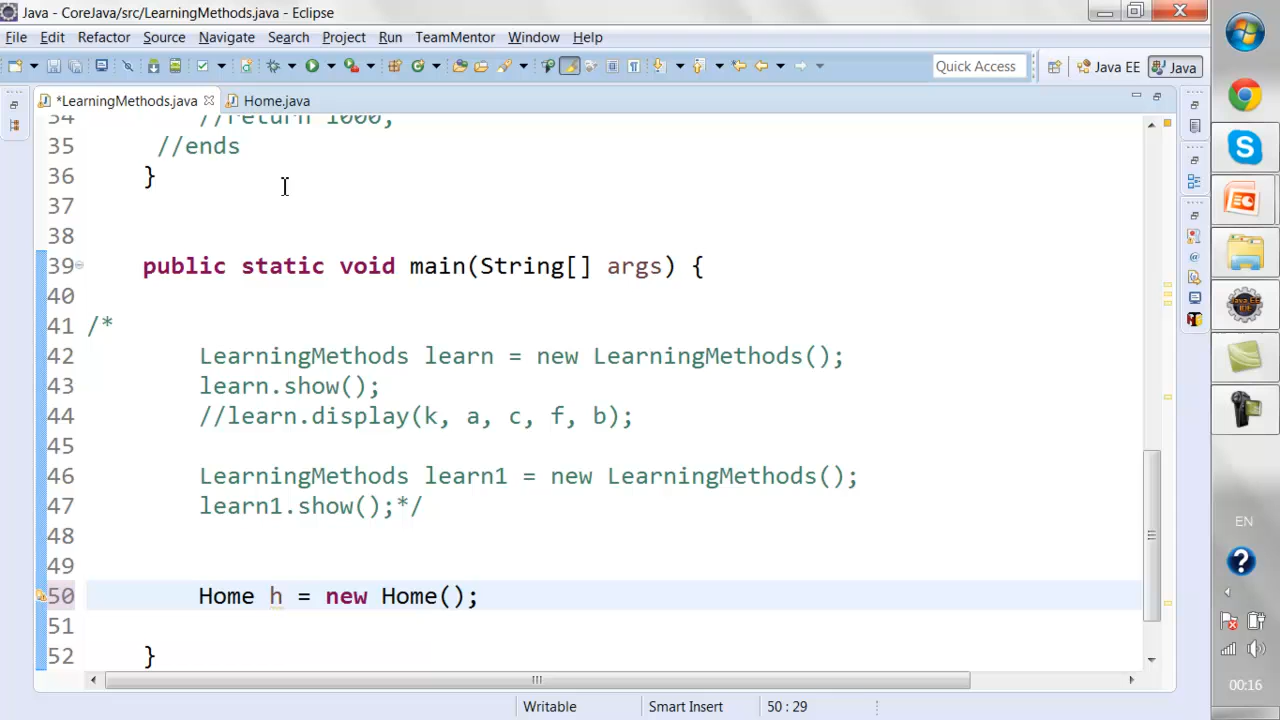 Java - CoreJava/src/LearningMethods.java - Eclipse
File Edit Refactor Source Navigate Search Project Run TeamMentor Window Help
Quick Access Java EE Java
*LearningMethods.java Home.java
34 //return 1000;
35 //ends
36 }
37
38
39 public static void main(String[] args) {
40
41 /*
42 LearningMethods learn = new LearningMethods();
43 learn.show();
44 //learn.display(k, a, c, f, b);
45
46 LearningMethods learn1 = new LearningMethods();
47 learn1.show();*/
48
49
50 Home h = new Home();
51
52 }
Writable Smart Insert 50 : 29
EN
00:16